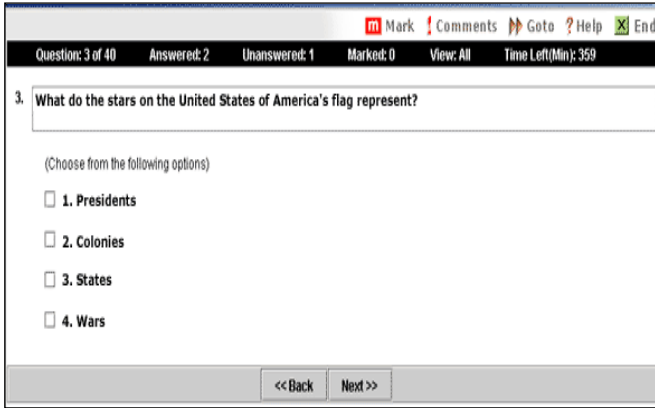 m Mark ! Comments Goto ? Help X End
Question: 3 of 40 Answered: 2 Unanswered: 1 Marked: 0 View: All Time Left(Min): 359
3. What do the stars on the United States of America's flag represent?
(Choose from the following options)
1. Presidents
2. Colonies
3. States
4. Wars
<< Back Next >>